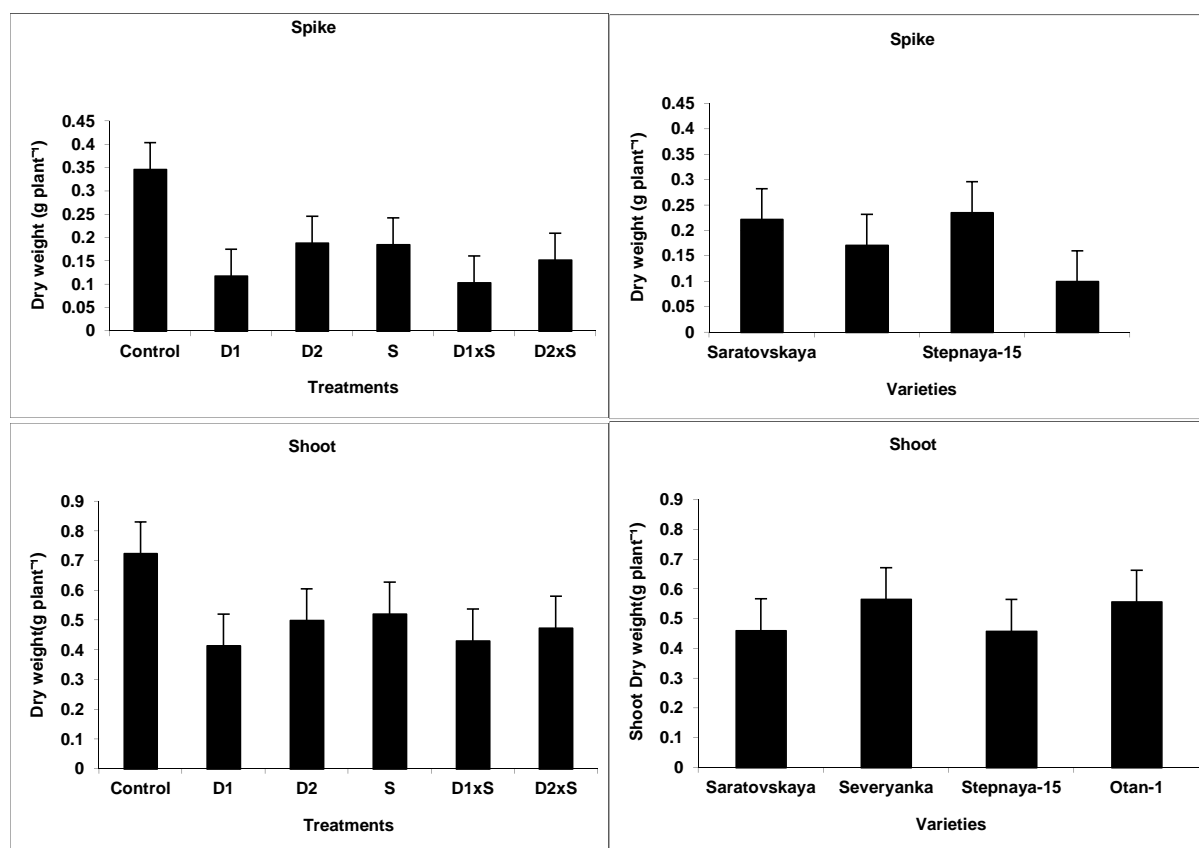 Spike
Dry weight (g plant⁻¹)
0.45
0.4
0.35
0.3
0.25
0.2
0.15
0.1
0.05
0
Control D1 D2 S D1xS D2xS
Treatments
Spike
Dry weight (g plant⁻¹)
0.45
0.4
0.35
0.3
0.25
0.2
0.15
0.1
0.05
0
Saratovskaya Stepnaya-15
Varieties
Shoot
Dry weight(g plant⁻¹)
0.9
0.8
0.7
0.6
0.5
0.4
0.3
0.2
0.1
0
Control D1 D2 S D1xS D2xS
Treatments
Shoot
Shoot Dry weight(g plant⁻¹)
0.9
0.8
0.7
0.6
0.5
0.4
0.3
0.2
0.1
0
Saratovskaya Severyanka Stepnaya-15 Otan-1
Varieties